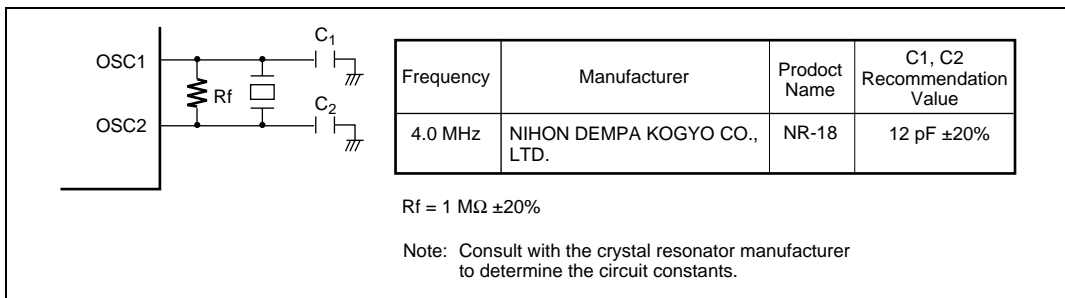 OSC1
OSC2
Rf
C1
C2
Frequency
Manufacturer
Product
Name
C1, C2
Recommendation
Value
4.0 MHz
NIHON DEMPA KOGYO CO.,
LTD.
NR-18
12 pF ±20%
Rf = 1 MΩ ±20%
Note: Consult with the crystal resonator manufacturer
to determine the circuit constants.